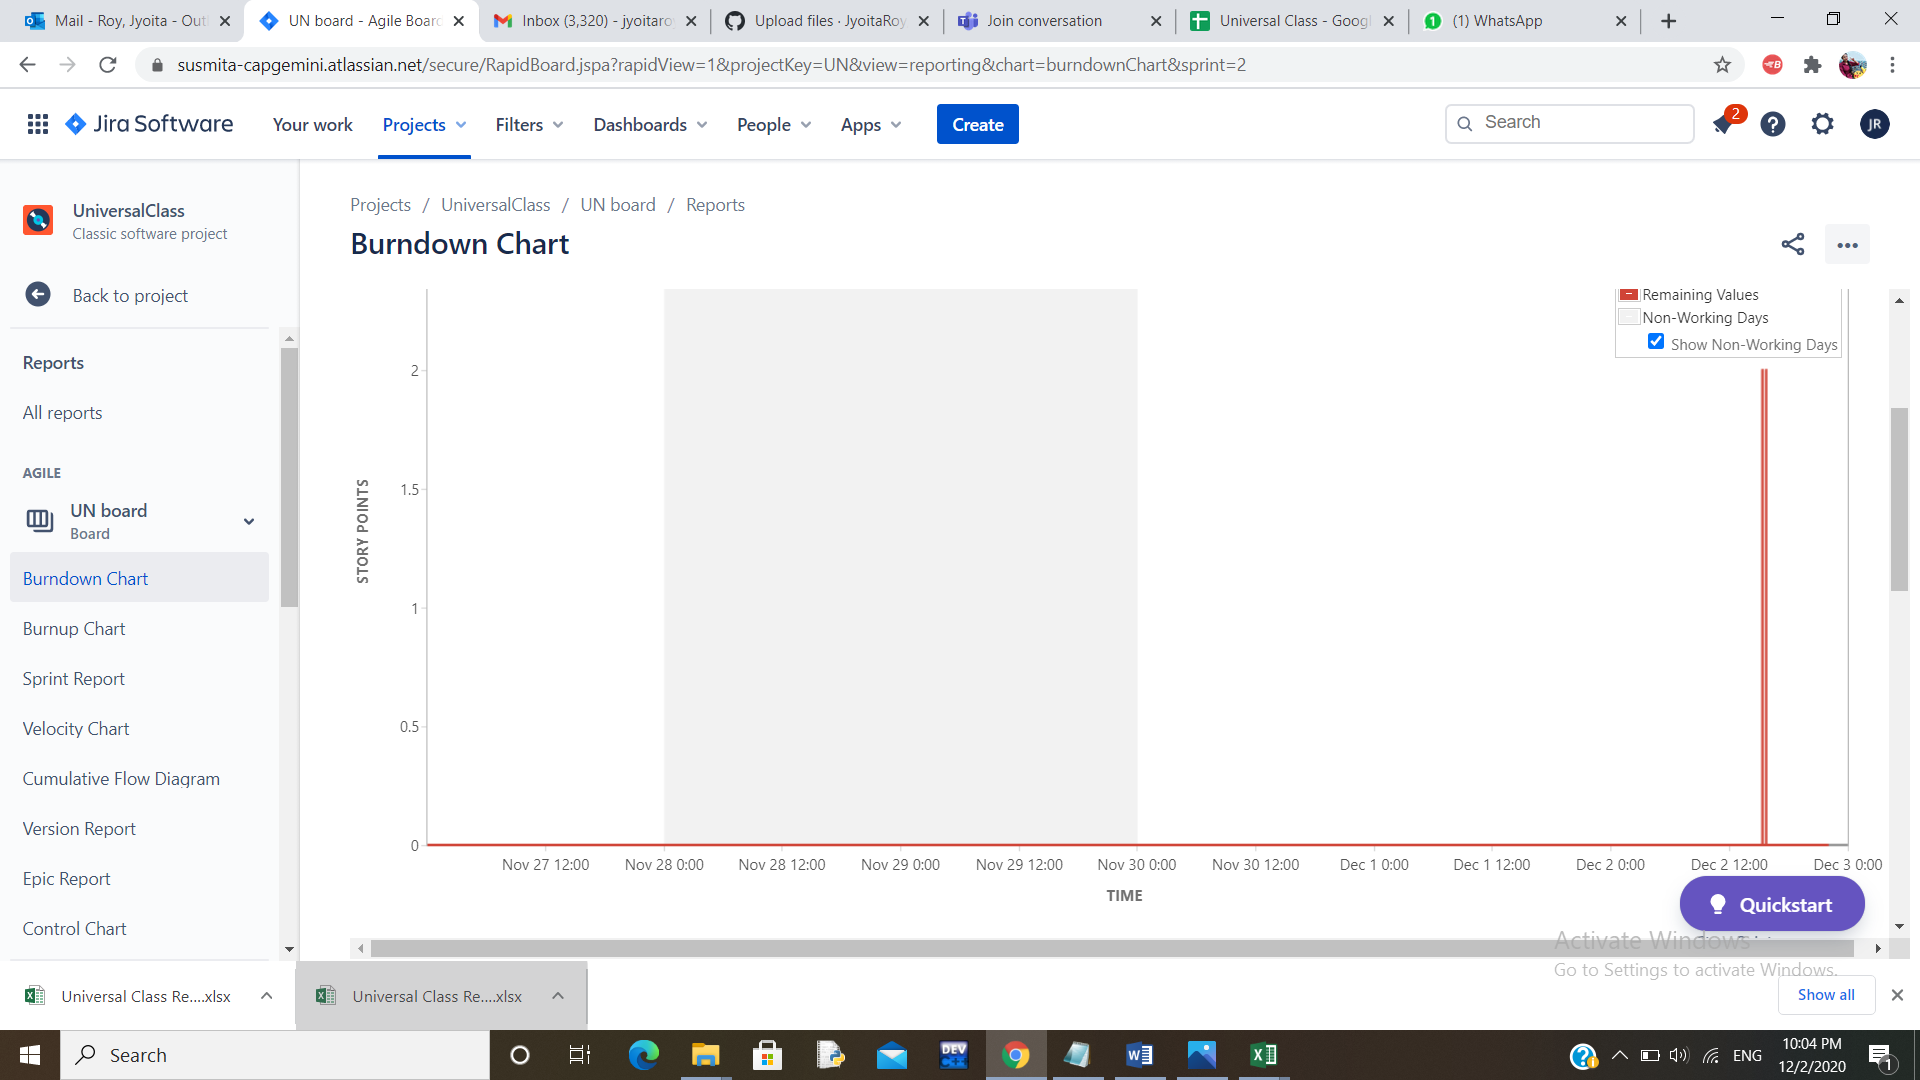 Mail - Roy, Jyoita - Out
UN board - Agile Board
Inbox (3,320) - jyoitaro
Upload files · JyoitaRoy
Join conversation
Universal Class - Goog
(1) WhatsApp
susmita-capgemini.atlassian.net/secure/RapidBoard.jspa?rapidView=1&projectKey=UN&view=reporting&chart=burndownChart&sprint=2
Jira Software
Your work
Projects
Filters
Dashboards
People
Apps
Create
Search
2
JR
UniversalClass
Classic software project
Back to project
Reports
All reports
AGILE
UN board
Board
Burndown Chart
Burnup Chart
Sprint Report
Velocity Chart
Cumulative Flow Diagram
Version Report
Epic Report
Control Chart
Projects / UniversalClass / UN board / Reports
Burndown Chart
Remaining Values
Non-Working Days
Show Non-Working Days
STORY POINTS
2
1.5
1
0.5
0
Nov 27 12:00
Nov 28 0:00
Nov 28 12:00
Nov 29 0:00
Nov 29 12:00
Nov 30 0:00
Nov 30 12:00
Dec 1 0:00
Dec 1 12:00
Dec 2 0:00
Dec 2 12:00
Dec 3 0:00
TIME
Quickstart
Activate Windows
Go to Settings to activate Windows.
Universal Class Re....xlsx
Universal Class Re....xlsx
Show all
Search
DEV
C++
ENG
10:04 PM
12/2/2020
1